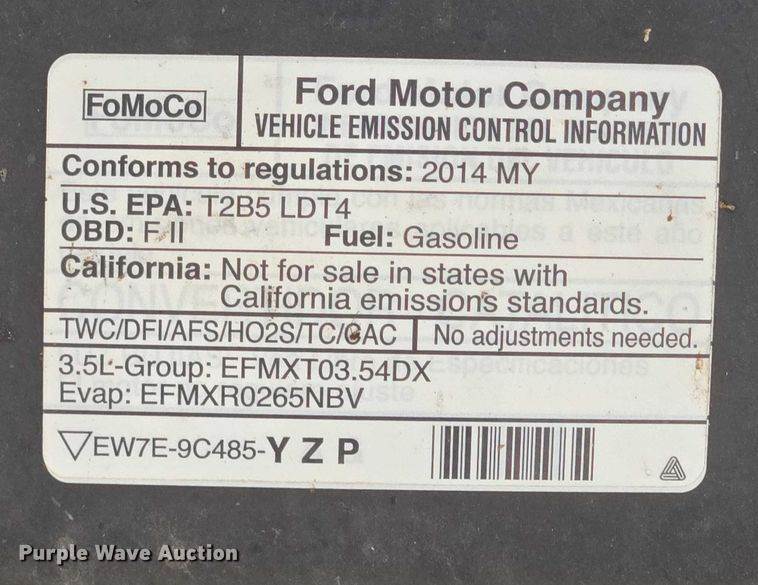 FoMoCo
Ford Motor Company
VEHICLE EMISSION CONTROL INFORMATION
Conforms to regulations: 2014 MY
U.S. EPA: T2B5 LDT4
OBD: F-II Fuel: Gasoline
California: Not for sale in states with
California emissions standards.
TWC/DFI/AFS/HO2S/TC/CAC No adjustments needed.
3.5L-Group: EFMXT03.54DX
Evap: EFMXR0265NBV
EW7E-9C485-Y Z P
Purple Wave Auction